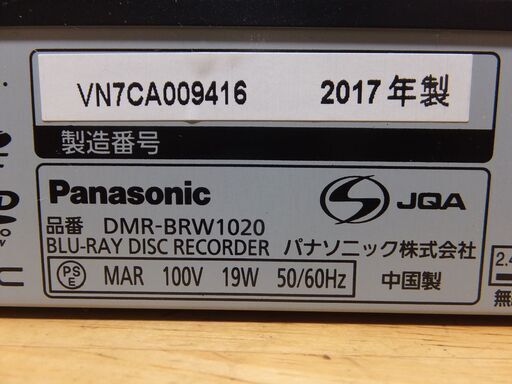 VN7CA009416 2017年製
製造番号
Panasonic
JQA
品番 DMR-BRW1020
BLU-RAY DISC RECORDER パナソニック株式会社
PS E MAR 100V 19W 50/60Hz 中国製
2.4
無